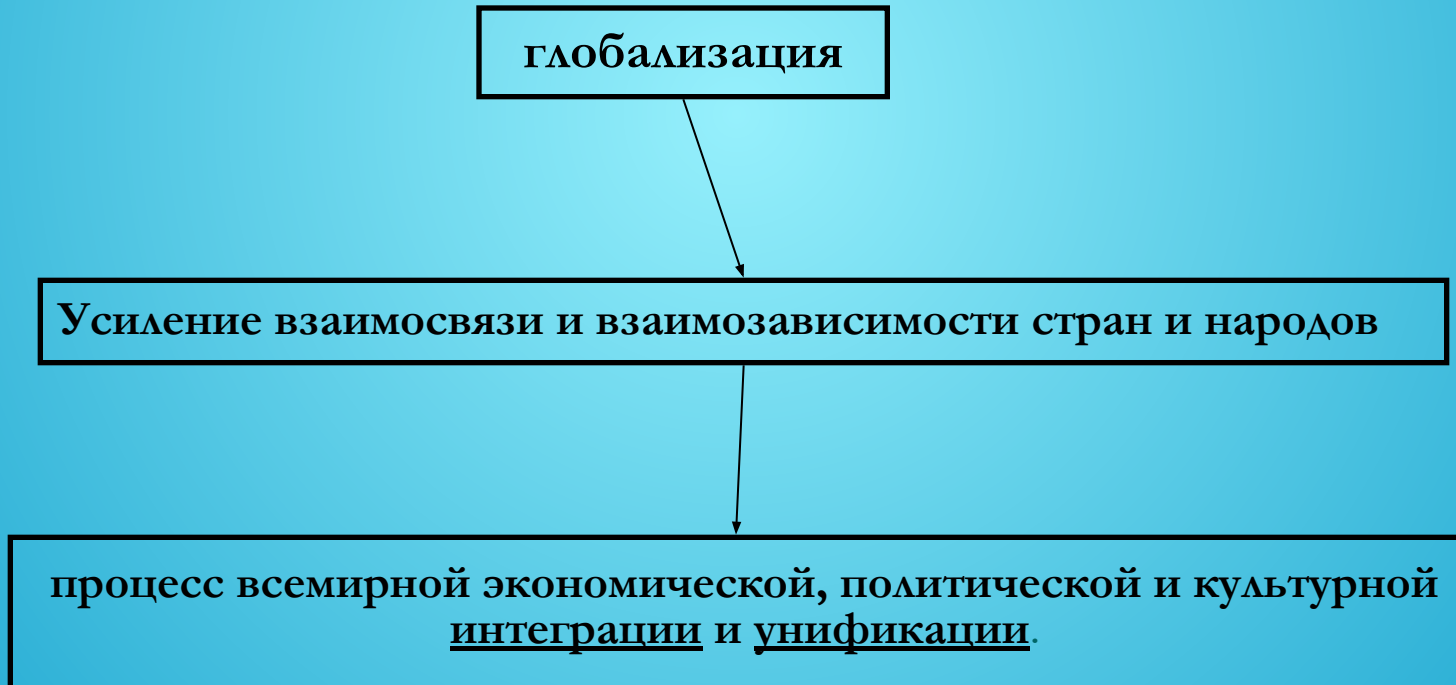 глобализация
Усиление взаимосвязи и взаимозависимости стран и народов
процесс всемирной экономической, политической и культурной
интеграции и унификации.